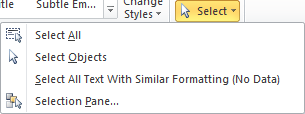 tle Subtle Em... Change Styles Select
Select All
Select Objects
Select All Text With Similar Formatting (No Data)
Selection Pane...